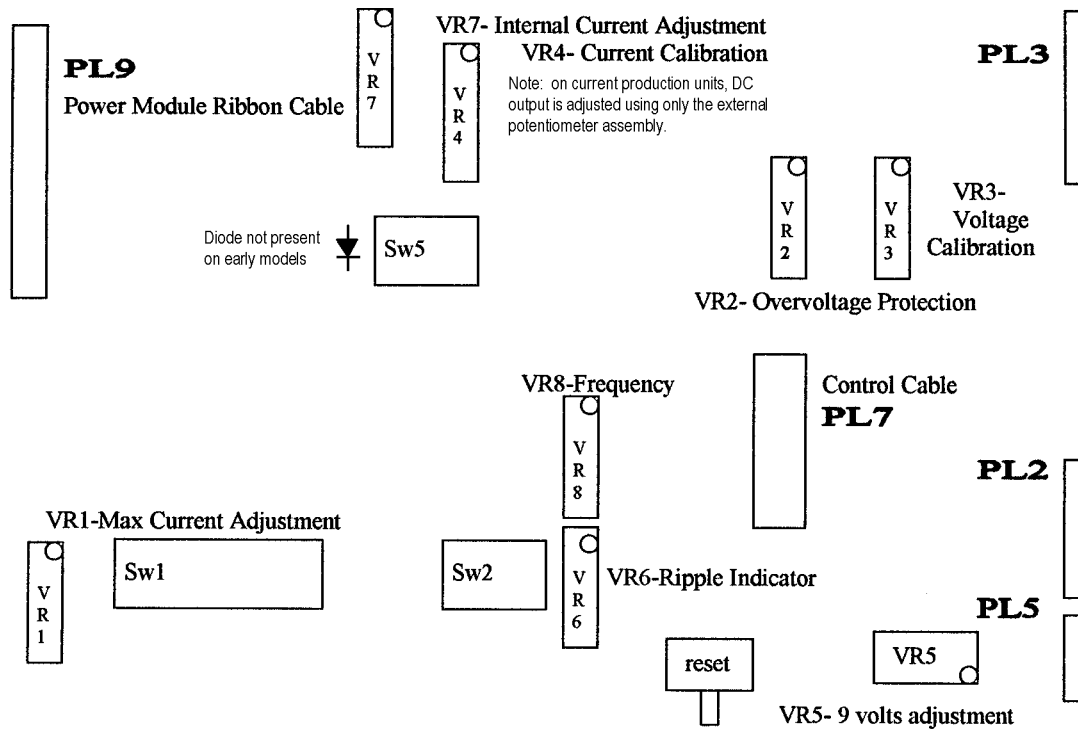 PL9
Power Module Ribbon Cable
V
R
7
VR7- Internal Current Adjustment
VR4- Current Calibration
Note: on current production units, DC
output is adjusted using only the external
potentiometer assembly.
V
R
4
PL3
Diode not present
on early models
Sw5
V
R
2
V
R
3
VR3-
Voltage
Calibration
VR2- Overvoltage Protection
VR8-Frequency
V
R
8
Control Cable
PL7
PL2
VR1-Max Current Adjustment
V
R
1
Sw1
Sw2
V
R
6
VR6-Ripple Indicator
PL5
reset
VR5
VR5- 9 volts adjustment